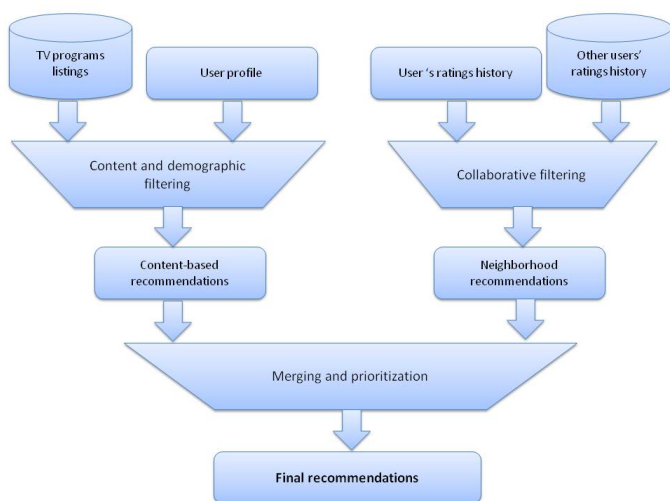 TV programs
listings
User profile
User ‘s ratings history
Other users’
ratings history
Content and demographic
filtering
Collaborative filtering
Content-based
recommendations
Neighborhood
recommendations
Merging and prioritization
Final recommendations